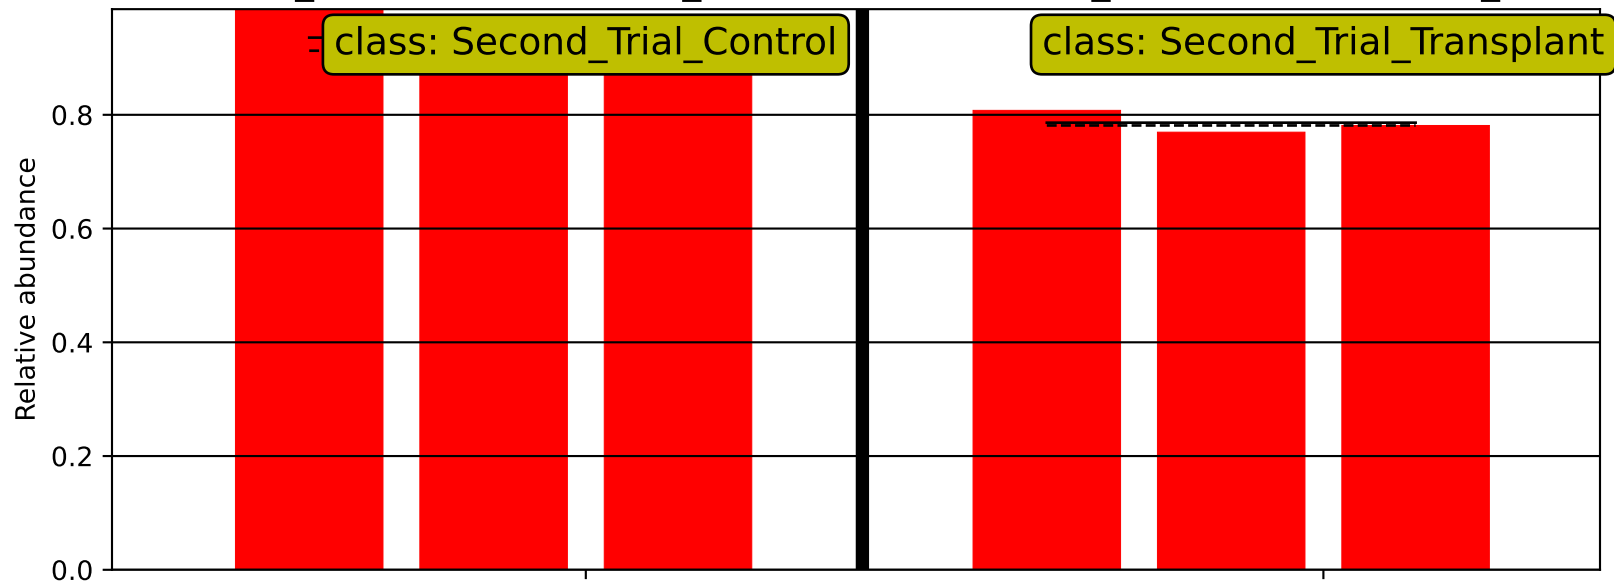 class: Second_Trial_Control
class: Second_Trial_Transplant
Relative abundance
0.8
0.6
0.4
0.2
0.0